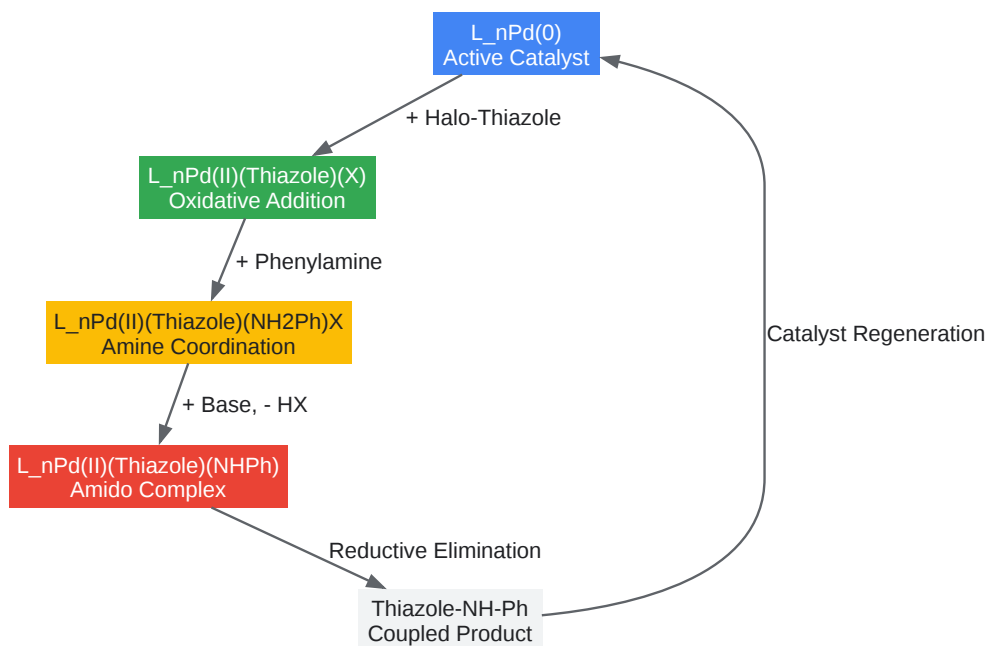 L_nPd(0)
Active Catalyst
+ Halo-Thiazole
L_nPd(II)(Thiazole)(X)
Oxidative Addition
+ Phenylamine
L_nPd(II)(Thiazole)(NH2Ph)X
Amine Coordination
Catalyst Regeneration
+ Base, - HX
L_nPd(II)(Thiazole)(NHPh)
Amido Complex
Reductive Elimination
Thiazole-NH-Ph
Coupled Product